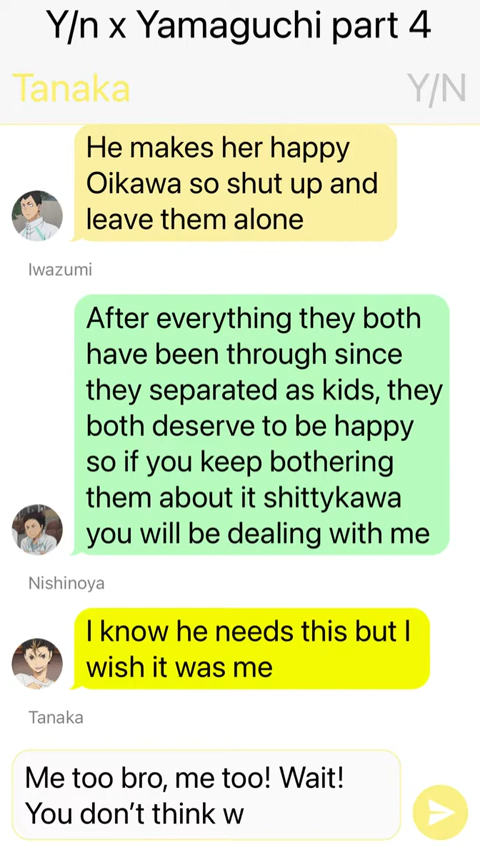 Y/n x Yamaguchi part 4
Tanaka
Y/N
He makes her happy
Oikawa so shut up and
leave them alone
Iwazumi
After everything they both
have been through since
they separated as kids, they
both deserve to be happy
so if you keep bothering
them about it shittykawa
you will be dealing with me
Nishinoya
I know he needs this but I
wish it was me
Tanaka
Me too bro, me too! Wait!
You don’t think w